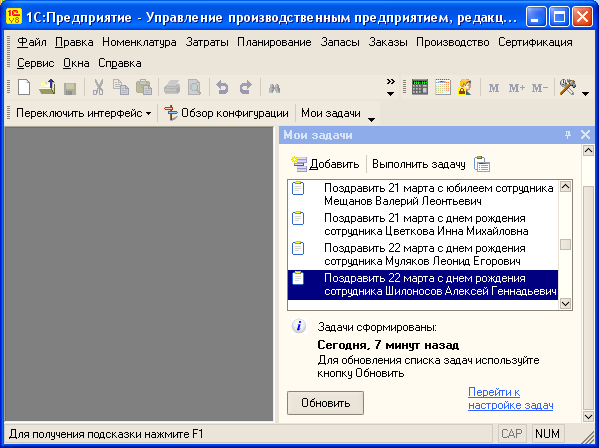 1С:Предприятие - Управление производственным предприятием, редакц...
Файл Правка Номенклатура Затраты Планирование Запасы Заказы Производство Сертификация
Сервис Окна Справка
M M+ M-
Переключить интерфейс Обзор конфигурации Мои задачи
Мои задачи
Добавить Выполнить задачу
Поздравить 21 марта с юбилеем сотрудника
Мещанов Валерий Леонтьевич
Поздравить 21 марта с днем рождения
сотрудника Цветкова Инна Михайловна
Поздравить 22 марта с днем рождения
сотрудника Муляков Леонид Егорович
Поздравить 22 марта с днем рождения
сотрудника Шилоносов Алексей Геннадьевич
Задачи сформированы:
Сегодня, 7 минут назад
Для обновления списка задач используйте
кнопку Обновить
Обновить
Перейти к
настройке задач
Для получения подсказки нажмите F1
CAP NUM